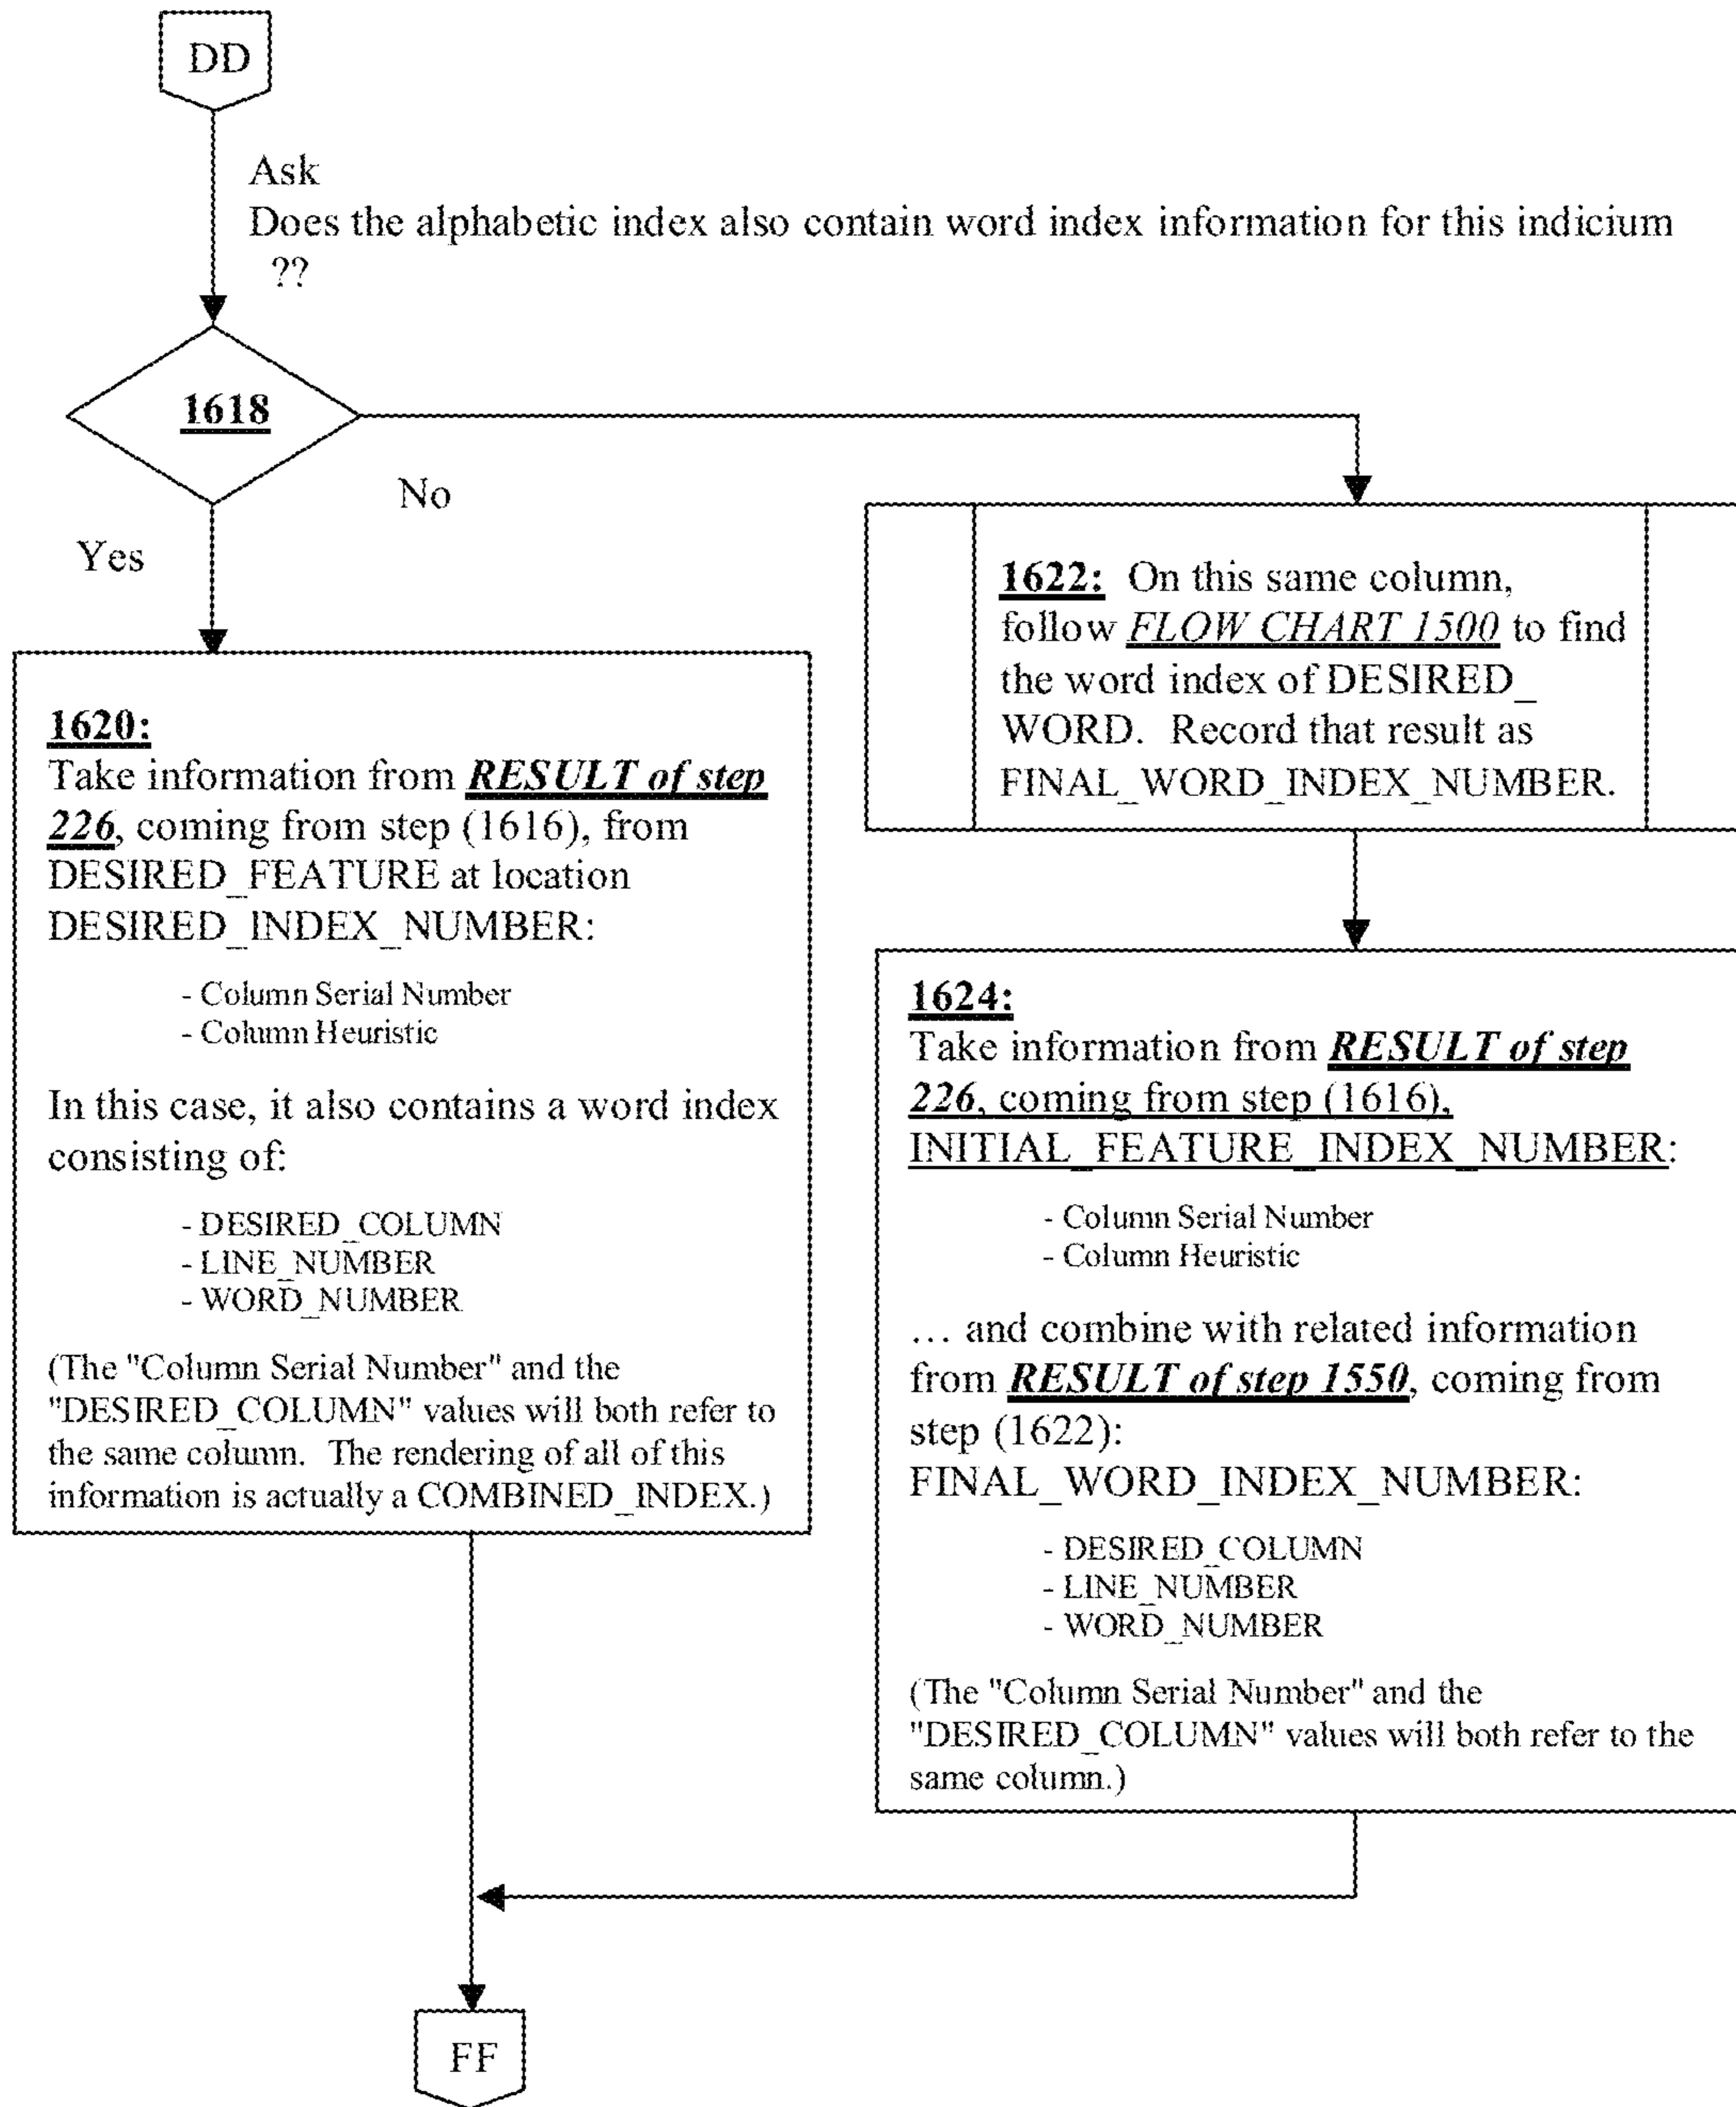 DD
Ask
Does the alphabetic index also contain word index information for this indicium
??
1618
No
Yes
1622: On this same column,
follow FLOW CHART 1500 to find
the word index of DESIRED_
WORD. Record that result as
FINAL_WORD_INDEX_NUMBER.
1620:
Take information from RESULT of step
226, coming from step (1616), from
DESIRED_FEATURE at location
DESIRED_INDEX_NUMBER:
- Column Serial Number
- Column Heuristic
In this case, it also contains a word index
consisting of:
- DESIRED_COLUMN
- LINE_NUMBER
- WORD_NUMBER
(The "Column Serial Number" and the
"DESIRED_COLUMN" values will both refer to
the same column. The rendering of all of this
information is actually a COMBINED_INDEX.)
1624:
Take information from RESULT of step
226, coming from step (1616),
INITIAL_FEATURE_INDEX_NUMBER:
- Column Serial Number
- Column Heuristic
… and combine with related information
from RESULT of step 1550, coming from
step (1622):
FINAL_WORD_INDEX_NUMBER:
- DESIRED_COLUMN
- LINE_NUMBER
- WORD_NUMBER
(The "Column Serial Number" and the
"DESIRED_COLUMN" values will both refer to the
same column.)
FF